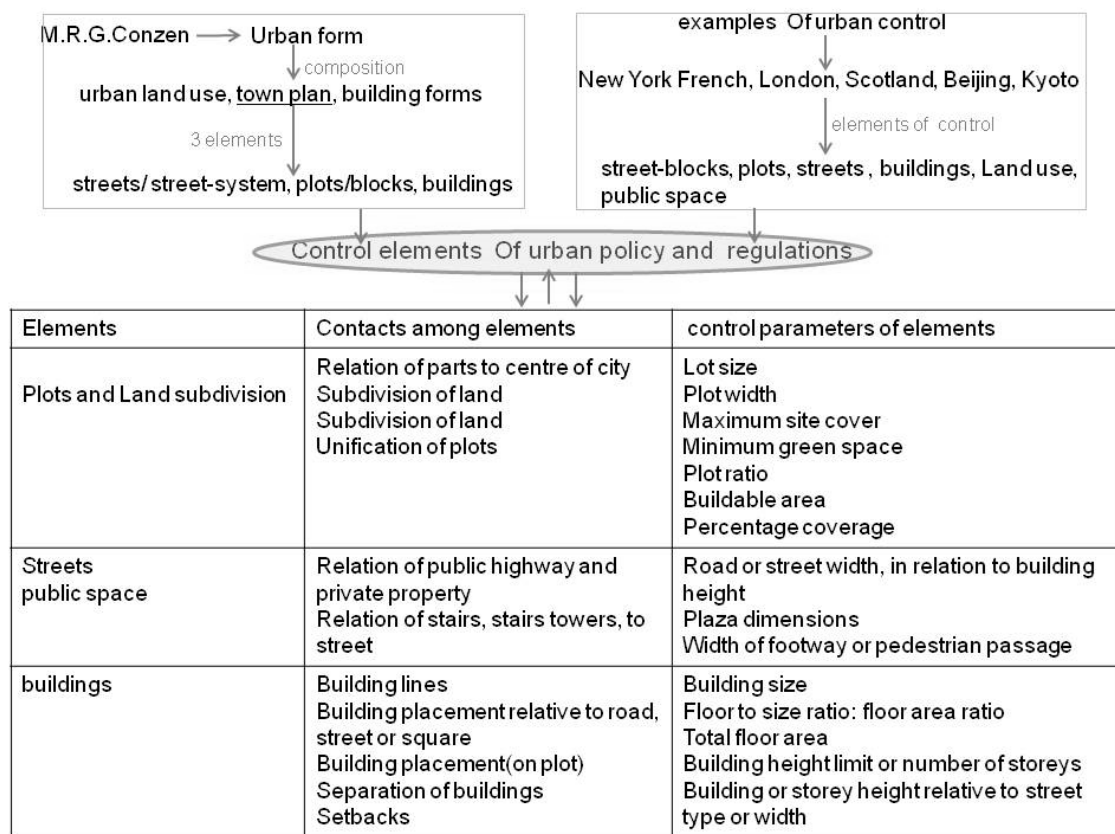 M.R.G.Conzen Urban form
composition
urban land use, town plan, building forms
3 elements
streets/ street-system, plots/blocks, buildings
examples Of urban control
New York French, London, Scotland, Beijing, Kyoto
elements of control
street-blocks, plots, streets , buildings, Land use,
public space
Control elements Of urban policy and regulations
Elements
Contacts among elements
control parameters of elements
Plots and Land subdivision
Relation of parts to centre of city
Subdivision of land
Subdivision of land
Unification of plots
Lot size
Plot width
Maximum site cover
Minimum green space
Plot ratio
Buildable area
Percentage coverage
Streets
public space
Relation of public highway and
private property
Relation of stairs, stairs towers, to
street
Road or street width, in relation to building
height
Plaza dimensions
Width of footway or pedestrian passage
buildings
Building lines
Building placement relative to road,
street or square
Building placement(on plot)
Separation of buildings
Setbacks
Building size
Floor to size ratio: floor area ratio
Total floor area
Building height limit or number of storeys
Building or storey height relative to street
type or width